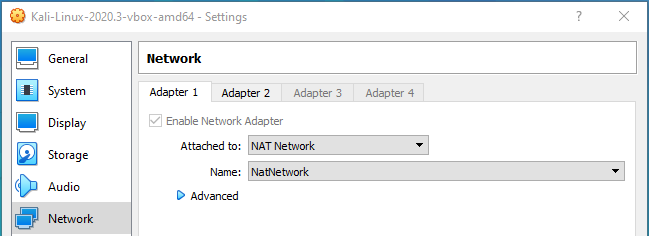 Kali-Linux-2020.3-vbox-amd64 - Settings ? ×
General
System
Display
Storage
Audio
Network
Network
Adapter 1 Adapter 2 Adapter 3 Adapter 4
Enable Network Adapter
Attached to: NAT Network
Name: NatNetwork
Advanced